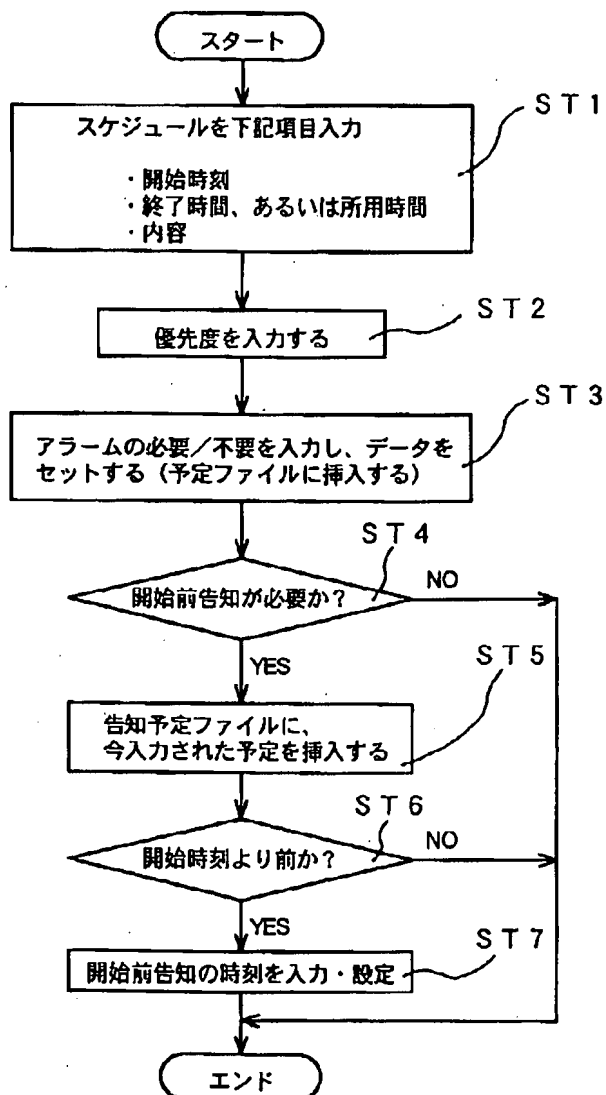 スタート
ST1
スケジュールを下記項目入力
・開始時刻
・終了時間、あるいは所用時間
・内容
ST2
優先度を入力する
ST3
アラームの必要／不要を入力し、データを
セットする（予定ファイルに挿入する）
ST4
開始前告知が必要か？
NO
YES
ST5
告知予定ファイルに、
今入力された予定を挿入する
ST6
開始時刻より前か？
NO
YES
ST7
開始前告知の時刻を入力・設定
エンド